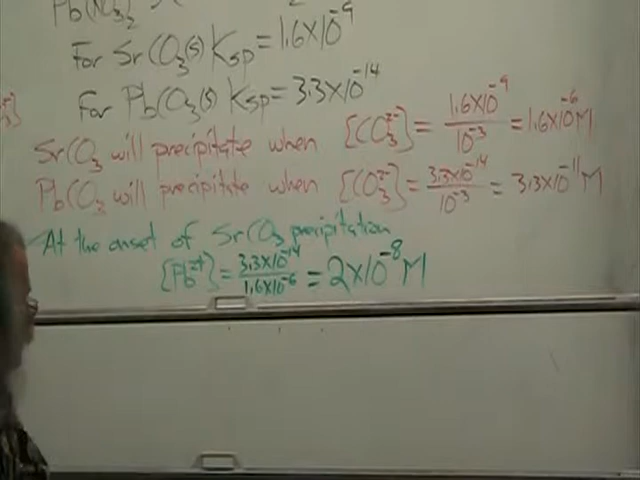 Pb(NO₃)₂
For SrCO₃(s) Ksp = 1.6×10⁻⁹
For PbCO₃(s) Ksp = 3.3×10⁻¹⁴
SrCO₃ will precipitate when [CO₃²⁻] = 1.6×10⁻⁹ / 10⁻³ = 1.6×10⁻⁶ M
PbCO₃ will precipitate when [CO₃²⁻] = 3.3×10⁻¹⁴ / 10⁻³ = 3.3×10⁻¹¹ M
At the onset of SrCO₃ precipitation
[Pb²⁺] = 3.3×10⁻¹⁴ / 1.6×10⁻⁶ = 2×10⁻⁸ M